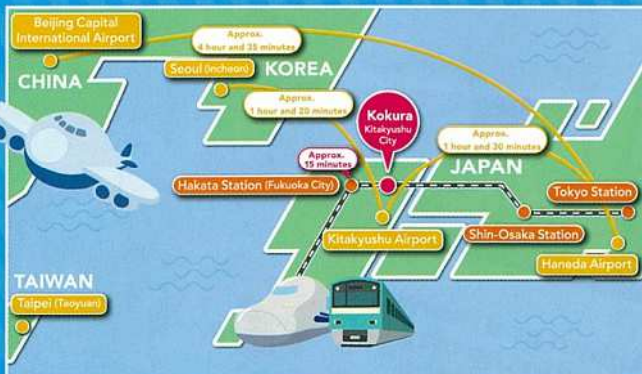 Beijing Capital
International Airport
Approx.
4 hour and 35 minutes
CHINA
Seoul (Incheon)
KOREA
Approx.
1 hour and 20 minutes
Kokura
Kitakyushu
City
Approx.
1 hour and 30 minutes
Approx.
15 minutes
JAPAN
Hakata Station (Fukuoka City)
Tokyo Station
Kitakyushu Airport
Shin-Osaka Station
Haneda Airport
TAIWAN
Taipei (Taoyuan)